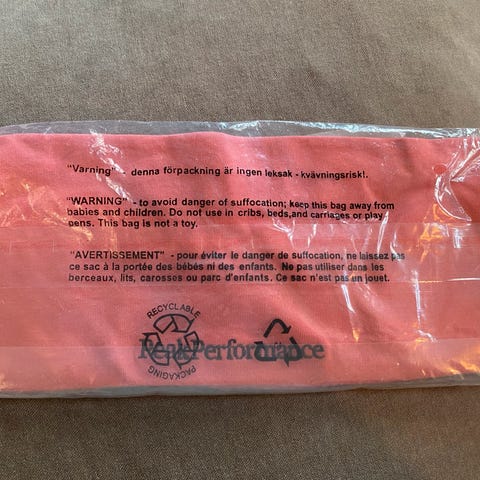 "Varning" - denna förpackning är ingen leksak - kvävningsrisk!.
"WARNING" - to avoid danger of suffocation; keep this bag away from
babies and children. Do not use in cribs, beds,and carriages or play
pens. This bag is not a toy.
"AVERTISSEMENT" - pour éviter le danger de suffocation, ne laissez pas
ce sac à la portée des bébés ni des enfants. Ne pas utiliser dans les
berceaux, lits, carosses ou parc d'enfants. Ce sac n'est pas un jouet.
RECYCLABLE
PeakPerformance
PACKAGING